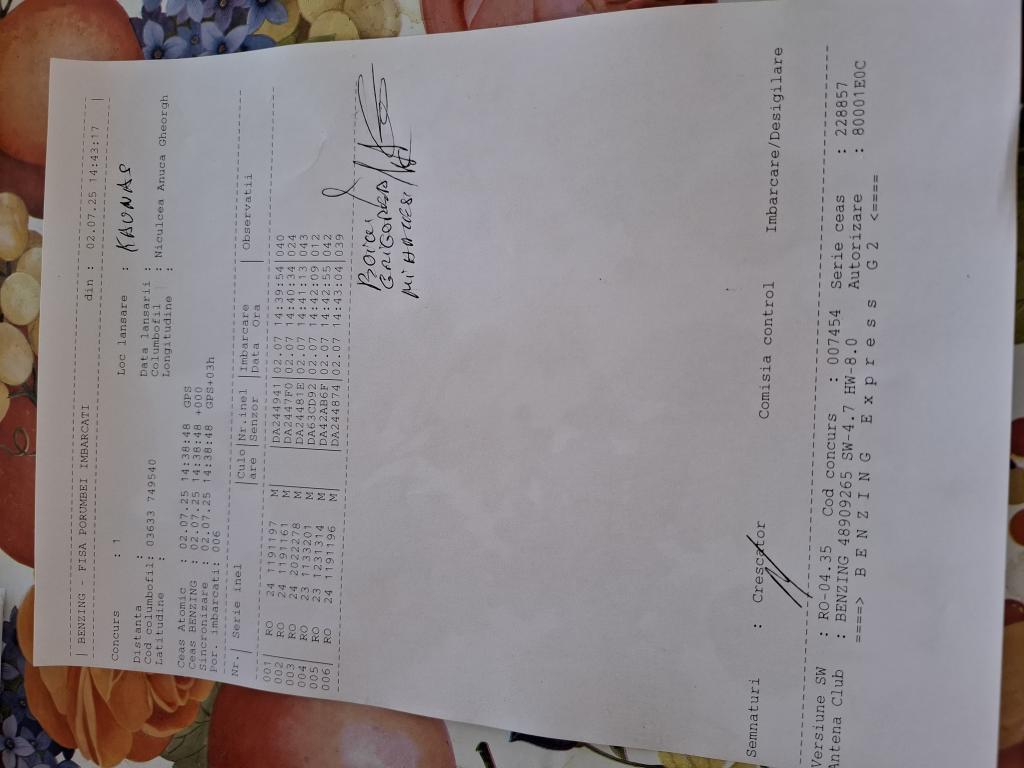 | BENZING - FISA PORUMBEI IMBARCATI din : 02.07.25 14:43:17 |
Concurs : 1 Loc lansare : KAUNAS
Distanta : Data lansarii :
Cod columbofil: 03633 749540 Columbofil : Niculcea Anuca Gheorgh
Latitudine : Longitudine :
Ceas Atomic : 02.07.25 14:38:48 GPS
Ceas BENZING : 02.07.25 14:38:48 +000
Sincronizare : 02.07.25 14:38:48 GPS+03h
Por. imbarcati: 006
Nr.| Serie inel |Culo|Nr.inel |Imbarcare | Observatii
|are |Senzor |Data Ora |
001| RO 24 1191197 M | |DA244941|02.07 14:39:54|040
002| RO 24 1191161 M | |DA2447F0|02.07 14:40:34|024
003| RO 24 2022778 M | |DA24481E|02.07 14:41:13|043
004| RO 23 1333201 M | |DA63CD92|02.07 14:42:09|012
005| RO 23 1231314 M | |DA42AB6F|02.07 14:42:55|042
006| RO 24 1191196 M | |DA244874|02.07 14:43:04|039
GRIGORAS
Semnaturi : Crescator Comisia control Imbarcare/Desigilare
Versiune SW : RO-04.35 Cod concurs : 007454 Serie ceas : 228857
Antena Club : BENZING 48909265 SW-4.7 HW-8.0 Autorizare : 80001E0C
====> B E N Z I N G E x p r e s s G 2 <====